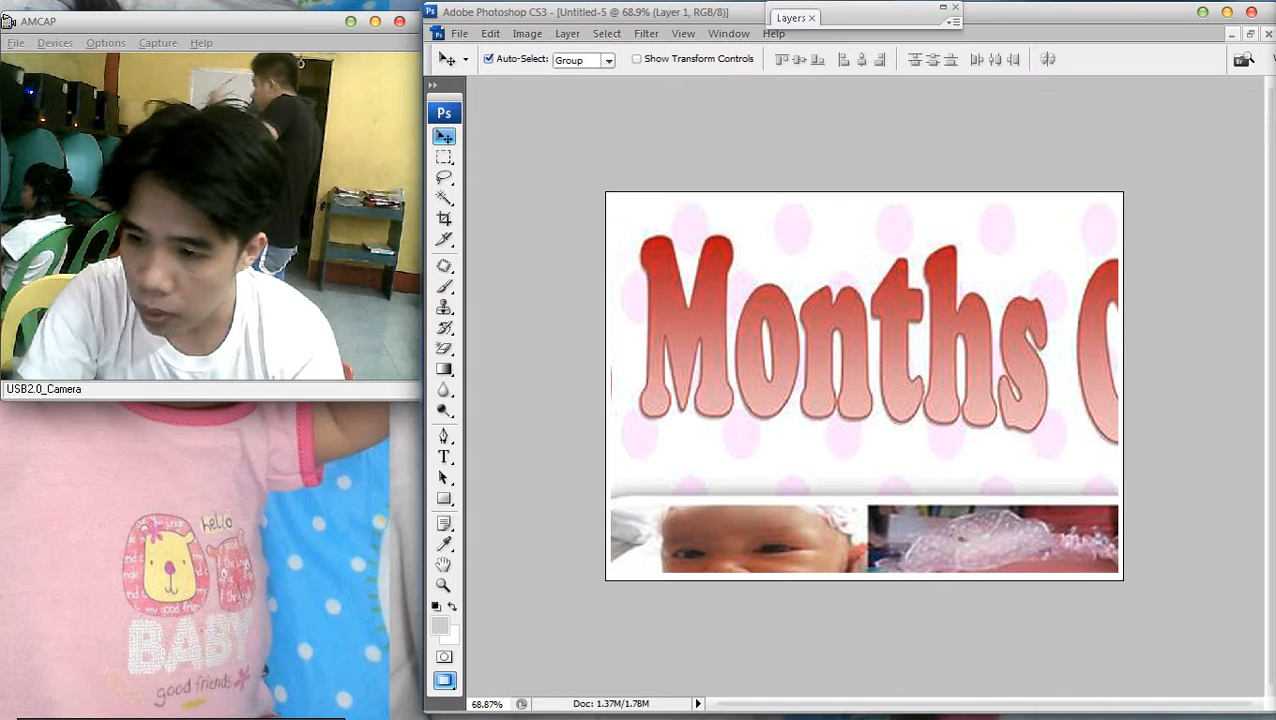 AMCAP
File Devices Options Capture Help
USB2.0_Camera
hello
BABY
good friends
Ps Adobe Photoshop CS3 - [Untitled-5 @ 68.9% (Layer 1, RGB/8)]
Layers
Ps File Edit Image Layer Select Filter View Window Help
Auto-Select: Group Show Transform Controls
Ps
T
Months
68.87% Doc: 1.37M/1.78M